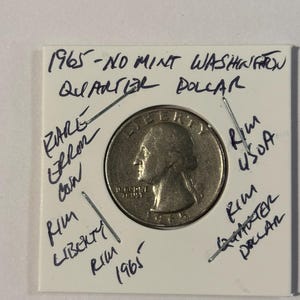 1965 - NO MINT WASHINGTON
QUARTER DOLLAR
RARE
ERROR
COIN
RIM
LIBERTY
RIM
1965
RIM
USOA
RIM
QUARTER
DOLLAR
LIBERTY
IN GOD WE
TRUST
1965